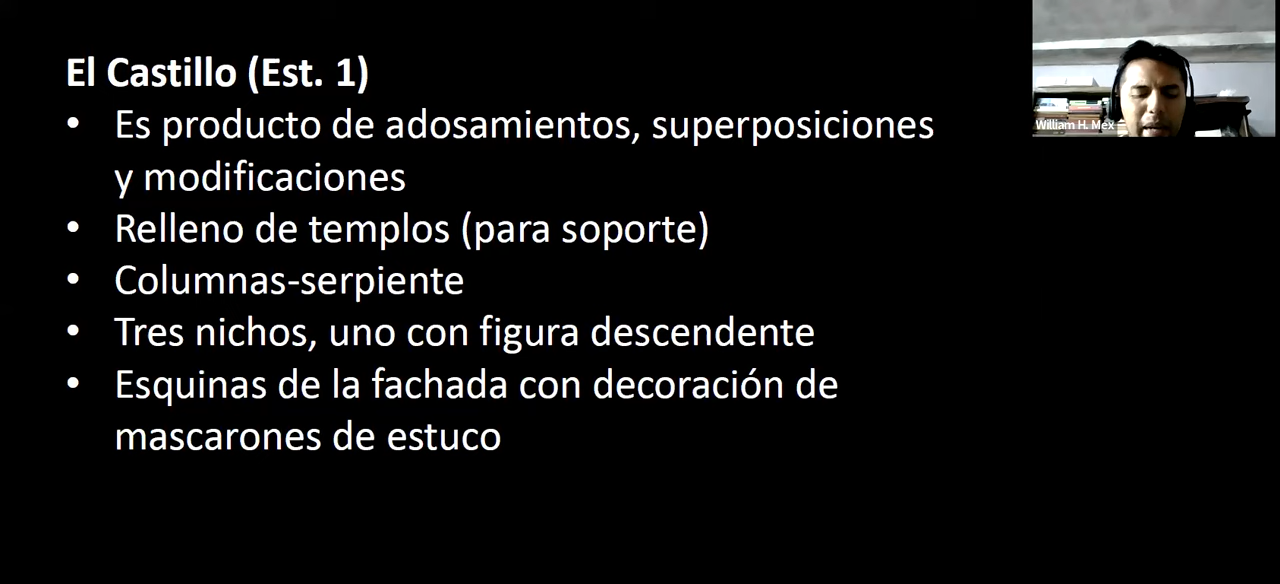 El Castillo (Est. 1)
• Es producto de adosamientos, superposiciones
y modificaciones
• Relleno de templos (para soporte)
• Columnas-serpiente
• Tres nichos, uno con figura descendente
• Esquinas de la fachada con decoración de
mascarones de estuco
William H. Mex